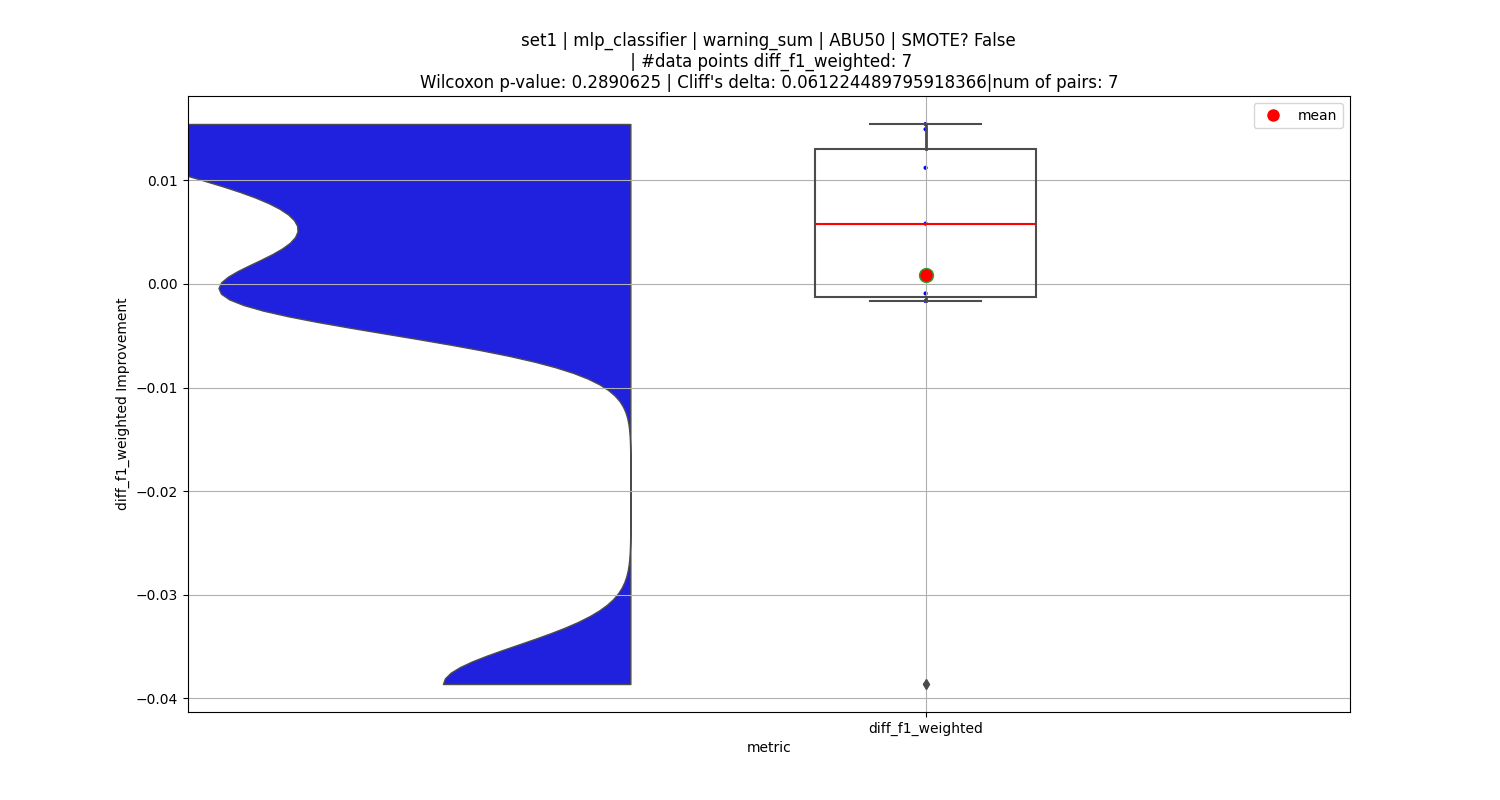 set1 | mlp_classifier | warning_sum | ABU50 | SMOTE? False
| #data points diff_f1_weighted: 7
Wilcoxon p-value: 0.2890625 | Cliff's delta: 0.061224489795918366|num of pairs: 7
mean
0.01
0.00
−0.01
−0.02
−0.03
−0.04
diff_f1_weighted Improvement
diff_f1_weighted
metric